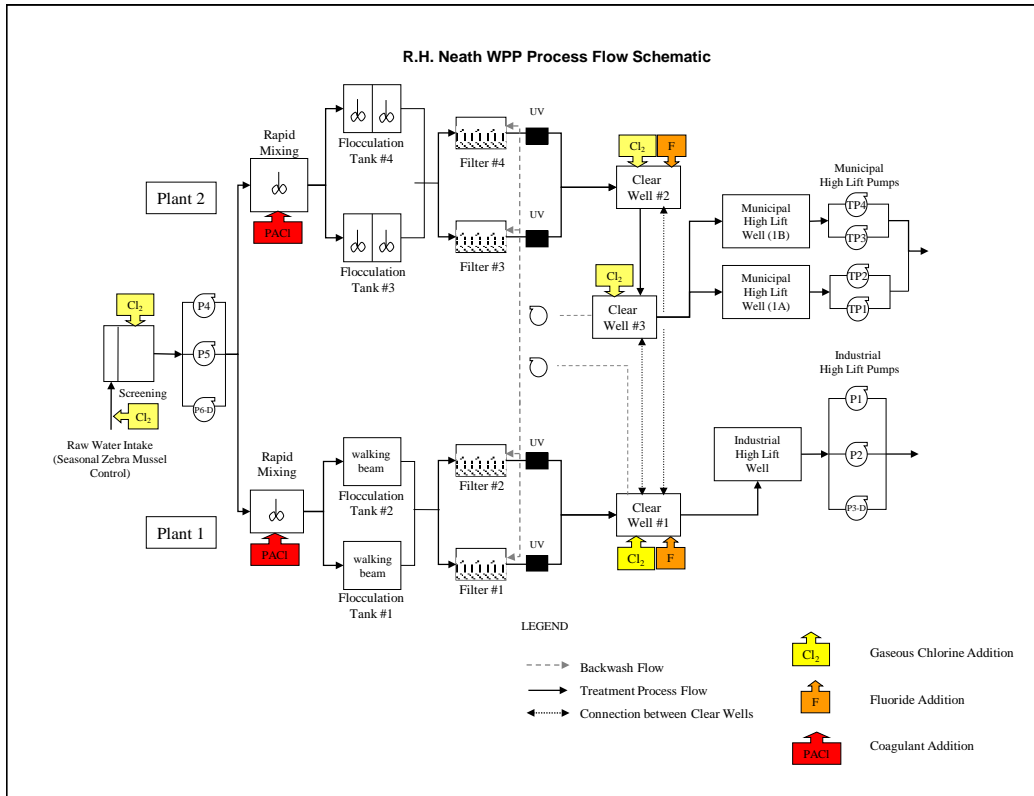 R.H. Neath WPP Process Flow Schematic
Plant 2
Rapid
Mixing
PACl
Flocculation
Tank #4
Flocculation
Tank #3
Filter #4
UV
Filter #3
UV
Cl₂
F
Clear
Well #2
Cl₂
Clear
Well #3
Municipal
High Lift
Well (1B)
Municipal
High Lift
Well (1A)
Municipal
High Lift Pumps
TP4
TP3
TP2
TP1
Cl₂
Screening
Cl₂
Raw Water Intake
(Seasonal Zebra Mussel
Control)
P4
P5
P6-D
Plant 1
Rapid
Mixing
PACl
walking
beam
Flocculation
Tank #2
walking
beam
Flocculation
Tank #1
Filter #2
UV
Filter #1
UV
Clear
Well #1
Cl₂
F
Industrial
High Lift
Well
Industrial
High Lift Pumps
P1
P2
P3-D
LEGEND
Backwash Flow
Treatment Process Flow
Connection between Clear Wells
Cl₂
Gaseous Chlorine Addition
F
Fluoride Addition
PACl
Coagulant Addition